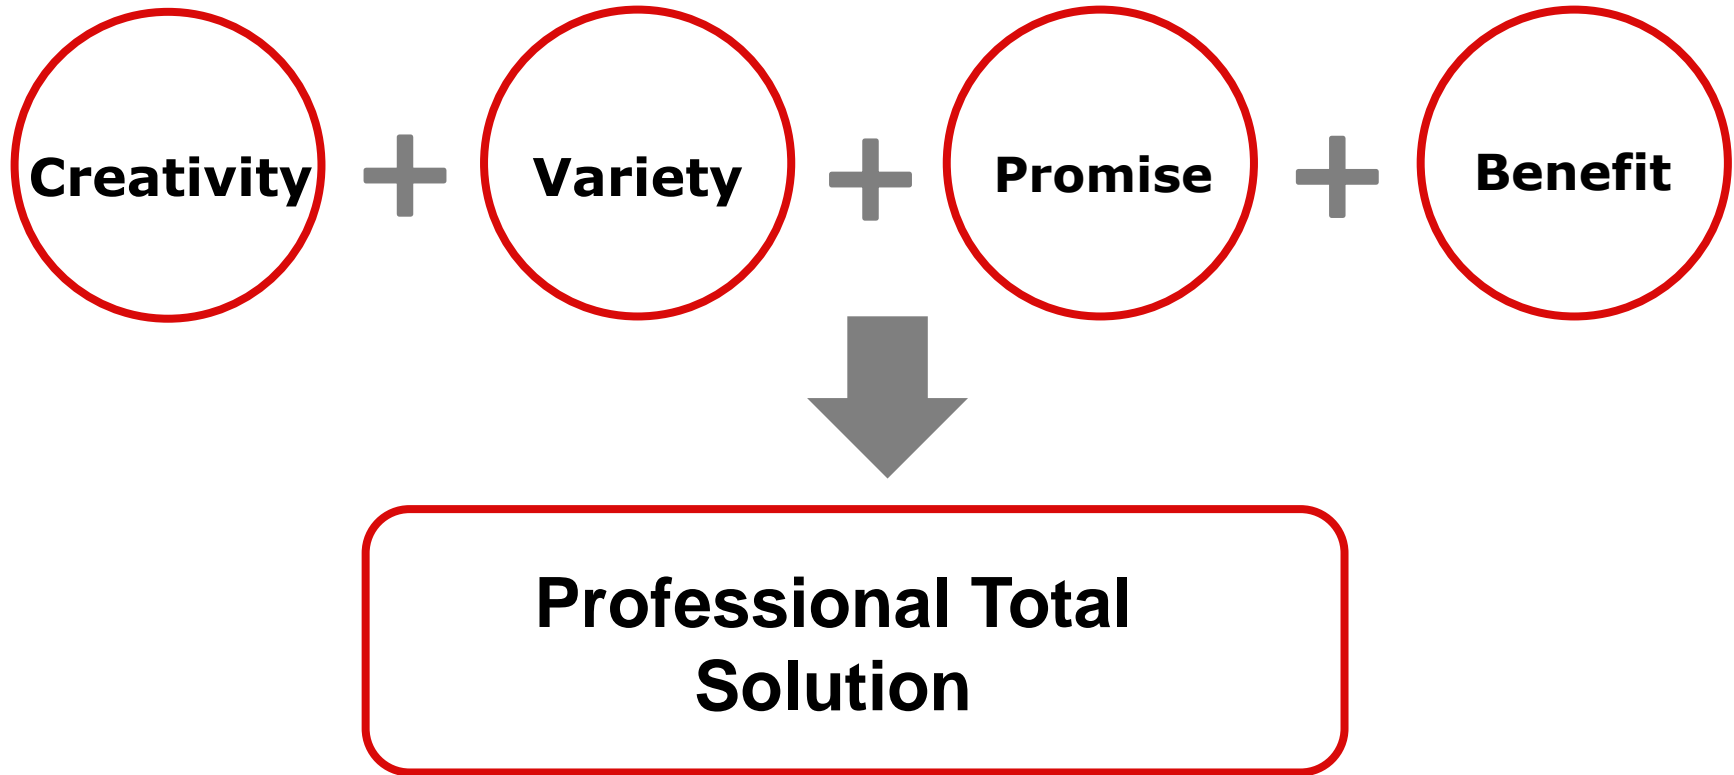 Creativity
Variety
Promise
Benefit
Professional Total
Solution